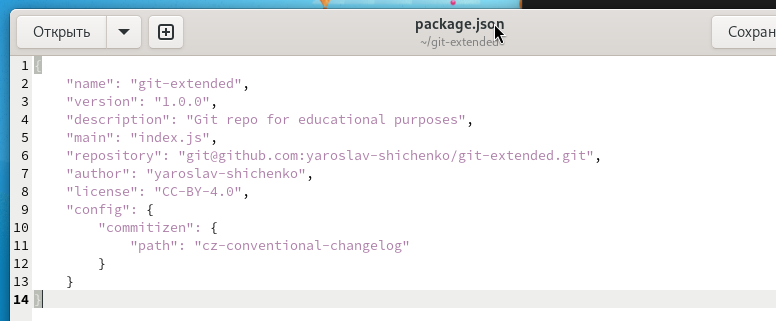 Открыть
package.json
~/git-extended
1 {
2     "name": "git-extended",
3     "version": "1.0.0",
4     "description": "Git repo for educational purposes",
5     "main": "index.js",
6     "repository": "git@github.com:yaroslav-shichenko/git-extended.git",
7     "author": "yaroslav-shichenko",
8     "license": "CC-BY-4.0",
9     "config": {
10         "commitizen": {
11             "path": "cz-conventional-changelog"
12         }
13     }
14 }